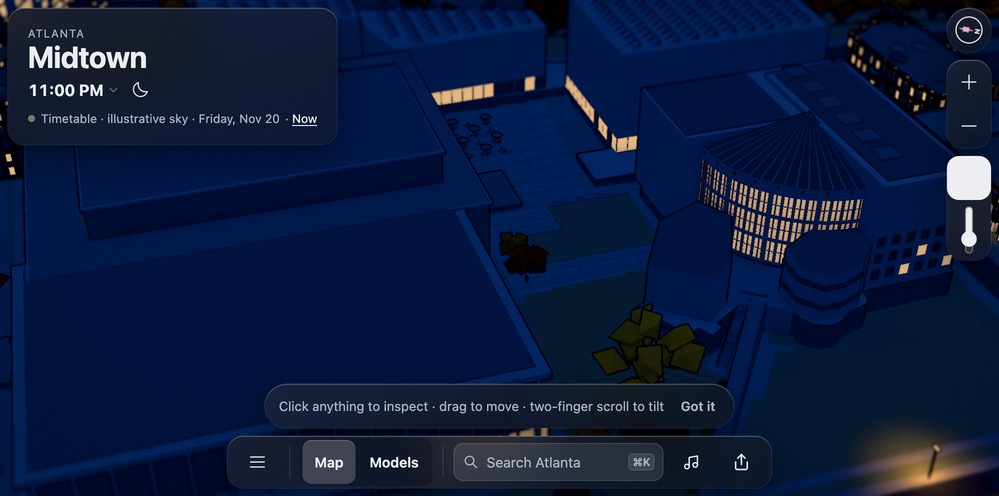 ATLANTA
Midtown
11:00 PM
Timetable · illustrative sky · Friday, Nov 20 · Now
N
Click anything to inspect · drag to move · two-finger scroll to tilt Got it
Map Models Search Atlanta ⌘K